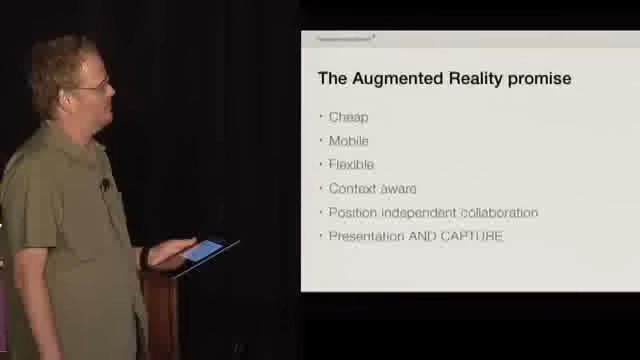 The Augmented Reality promise
• Cheap
• Mobile
• Flexible
• Context aware
• Position independent collaboration
• Presentation AND CAPTURE